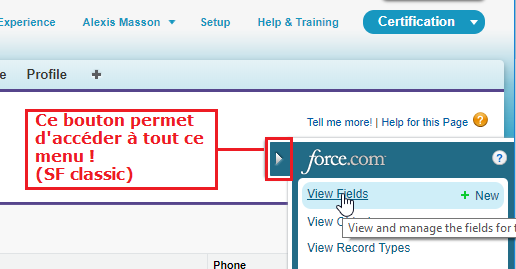 Experience Alexis Masson Setup Help & Training Certification
e Profile +
Ce bouton permet
d'accéder à tout ce
menu !
(SF classic)
Tell me more! | Help for this Page ?
force.com ?
View Fields + New
View
View and manage the fields for t
View Record Types
Phone